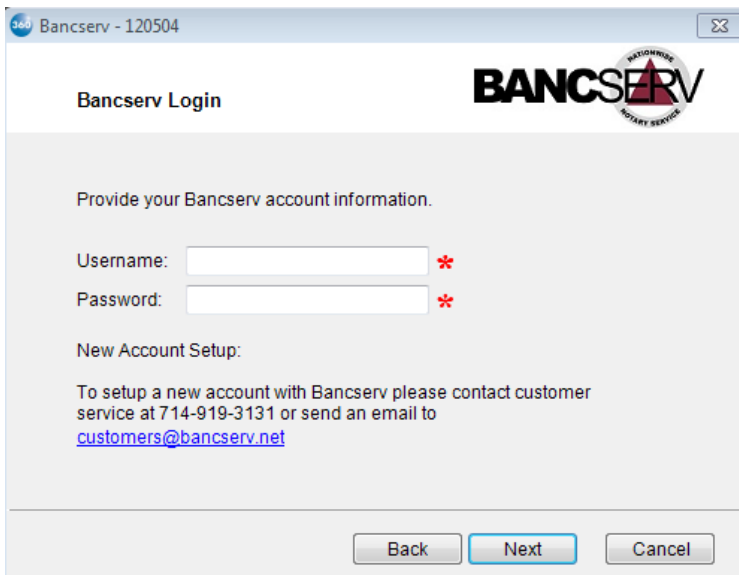 360 Bancserv - 120504
NATIONWIDE
BANCSERV
NOTARY SERVICE
Bancserv Login
Provide your Bancserv account information.
Username: *
Password: *
New Account Setup:
To setup a new account with Bancserv please contact customer
service at 714-919-3131 or send an email to
customers@bancserv.net
Back Next Cancel